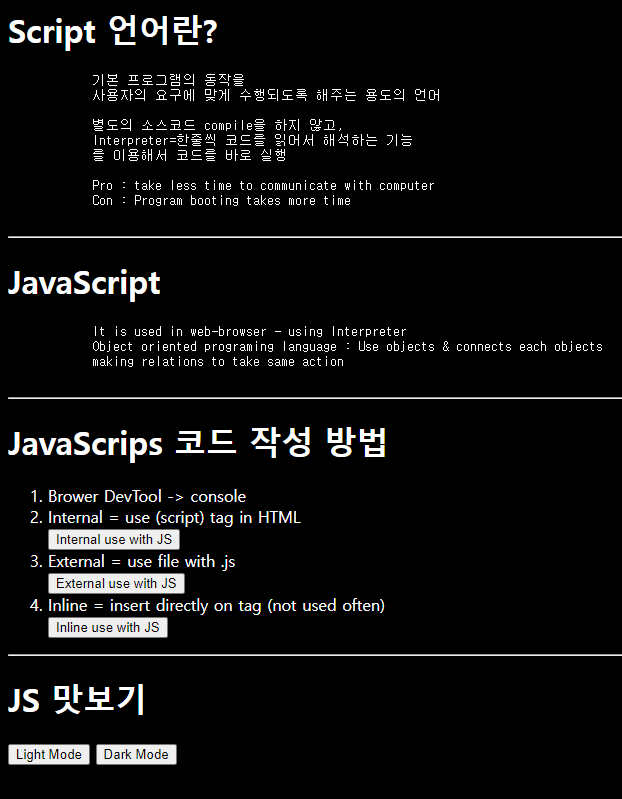 Script 언어란?
기본 프로그램의 동작을
사용자의 요구에 맞게 수행되도록 해주는 용도의 언어
별도의 소스코드 compile을 하지 않고,
Interpreter=한줄씩 코드를 읽어서 해석하는 기능
를 이용해서 코드를 바로 실행
Pro : take less time to communicate with computer
Con : Program booting takes more time
JavaScript
It is used in web-browser - using Interpreter
Object oriented programing language : Use objects & connects each objects
making relations to take same action
JavaScrips 코드 작성 방법
1. Brower DevTool -> console
2. Internal = use (script) tag in HTML
Internal use with JS
3. External = use file with .js
External use with JS
4. Inline = insert directly on tag (not used often)
Inline use with JS
JS 맛보기
Light Mode Dark Mode